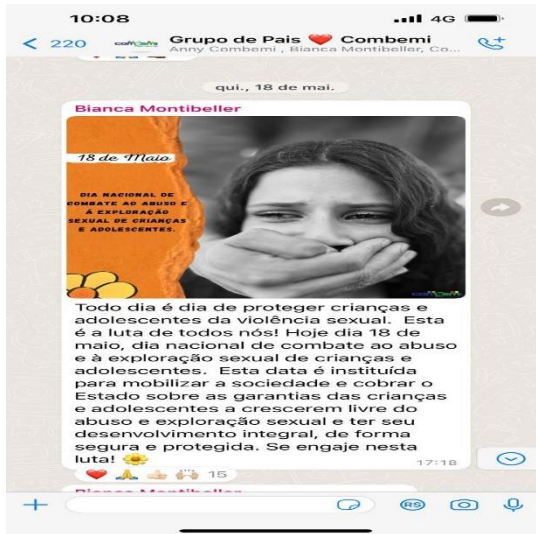 10:08
4G
220
combemi
Grupo de Pais ❤️ Combemi
Anny Combemi , Bianca Montibeller, Co...
qui., 18 de mai.
Bianca Montibeller
18 de Maio
DIA NACIONAL DE
COMBATE AO ABUSO E
À EXPLORAÇÃO
SEXUAL DE CRIANÇAS
E ADOLESCENTES.
Todo dia é dia de proteger crianças e
adolescentes da violência sexual. Esta
é a luta de todos nós! Hoje dia 18 de
maio, dia nacional de combate ao abuso
e à exploração sexual de crianças e
adolescentes. Esta data é instituída
para mobilizar a sociedade e cobrar o
Estado sobre as garantias das crianças
e adolescentes a crescerem livre do
abuso e exploração sexual e ter seu
desenvolvimento integral, de forma
segura e protegida. Se engaje nesta
luta! 🌼
17:18
❤️ 🙏🏻 👍🏻 🙌🏻 15
Bianca Montibeller
R$